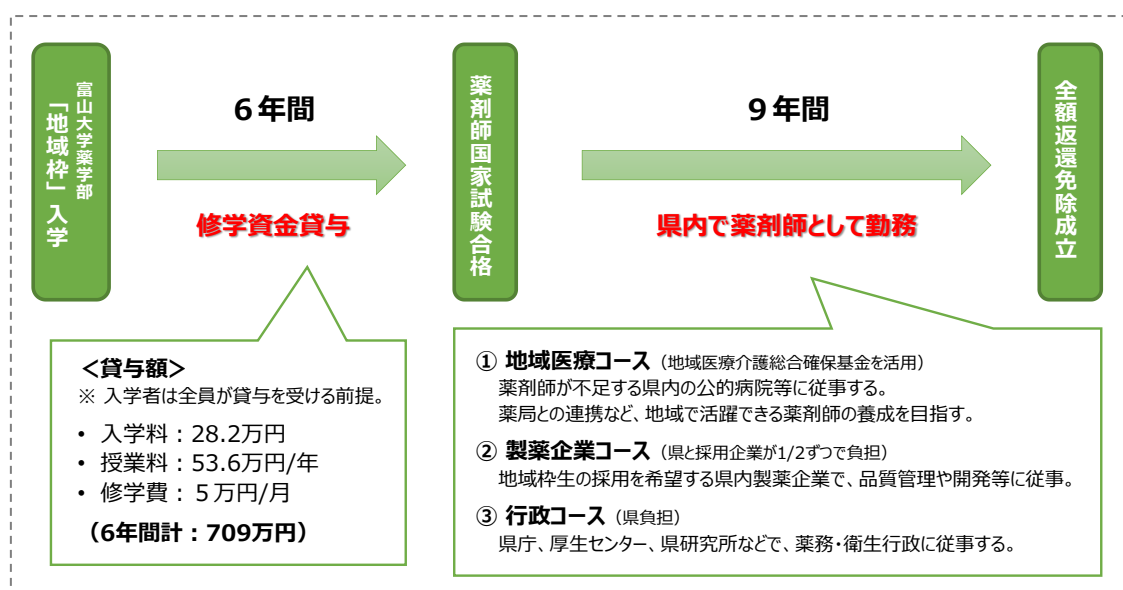 富山大学薬学部
「地域枠」入学
６年間
修学資金貸与
薬剤師国家試験合格
９年間
県内で薬剤師として勤務
全額返還免除成立
＜貸与額＞
※ 入学者は全員が貸与を受ける前提。
• 入学料：28.2万円
• 授業料：53.6万円/年
• 修学費：５万円/月
（6年間計：709万円）
① 地域医療コース（地域医療介護総合確保基金を活用）
薬剤師が不足する県内の公的病院等に従事する。
薬局との連携など、地域で活躍できる薬剤師の養成を目指す。
② 製薬企業コース（県と採用企業が1/2ずつで負担）
地域枠生の採用を希望する県内製薬企業で、品質管理や開発等に従事。
③ 行政コース（県負担）
県庁、厚生センター、県研究所などで、薬務・衛生行政に従事する。